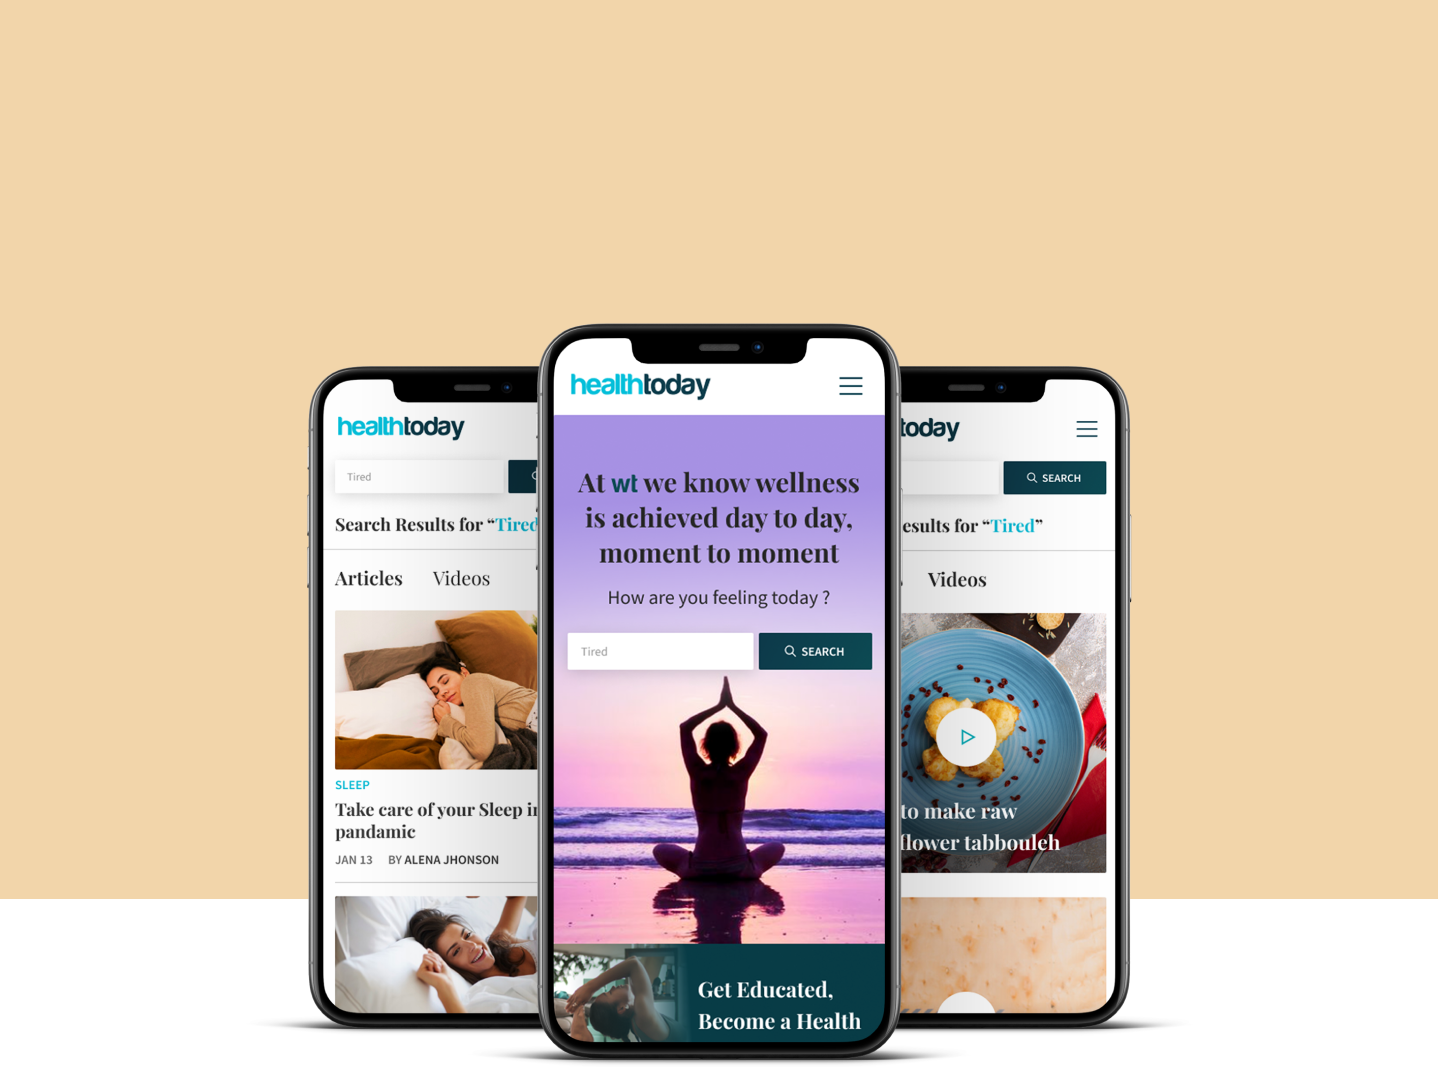 healthtoday
Tired
Search Results for “Tired
Articles Videos
SLEEP
Take care of your Sleep in
pandamic
JAN 13 BY ALENA JHONSON
healthtoday
At wt we know wellness
is achieved day to day,
moment to moment
How are you feeling today ?
Tired
SEARCH
Get Educated,
Become a Health
today
SEARCH
esults for “Tired”
Videos
to make raw
flower tabbouleh